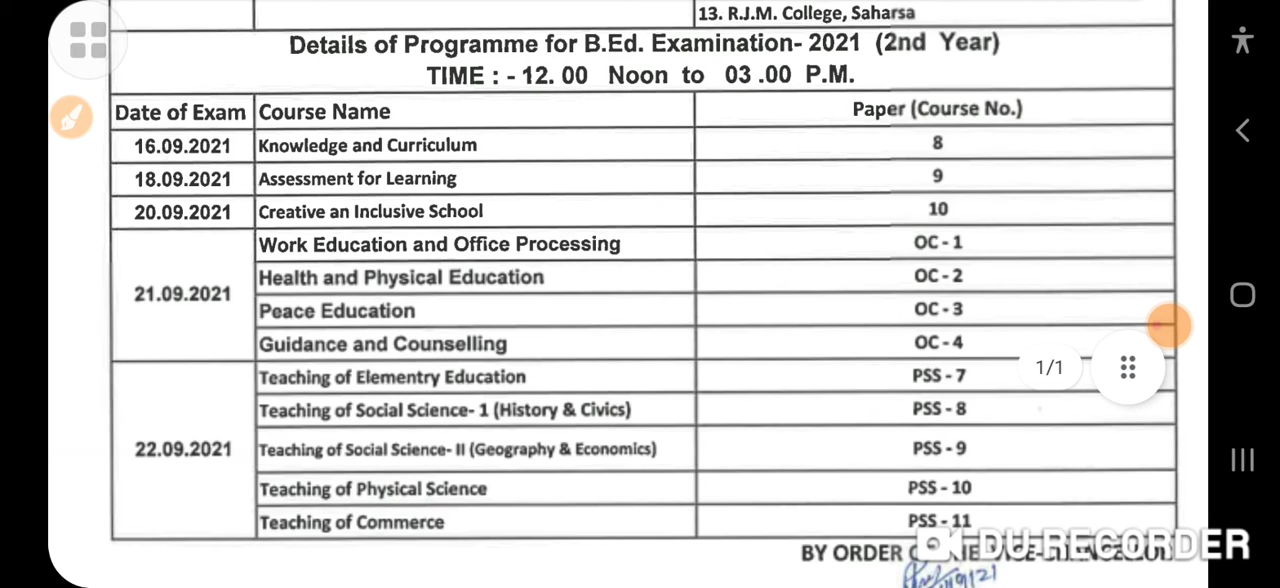 13. R.J.M. College, Saharsa
Details of Programme for B.Ed. Examination- 2021 (2nd Year)
TIME : - 12. 00 Noon to 03 .00 P.M.
Date of Exam Course Name Paper (Course No.)
16.09.2021 Knowledge and Curriculum 8
18.09.2021 Assessment for Learning 9
20.09.2021 Creative an Inclusive School 10
21.09.2021
Work Education and Office Processing OC - 1
Health and Physical Education OC - 2
Peace Education OC - 3
Guidance and Counselling OC - 4
22.09.2021
Teaching of Elementry Education PSS - 7
Teaching of Social Science- 1 (History & Civics) PSS - 8
Teaching of Social Science- II (Geography & Economics) PSS - 9
Teaching of Physical Science PSS - 10
Teaching of Commerce PSS - 11
1/1
BY ORDER
DU RECORDER